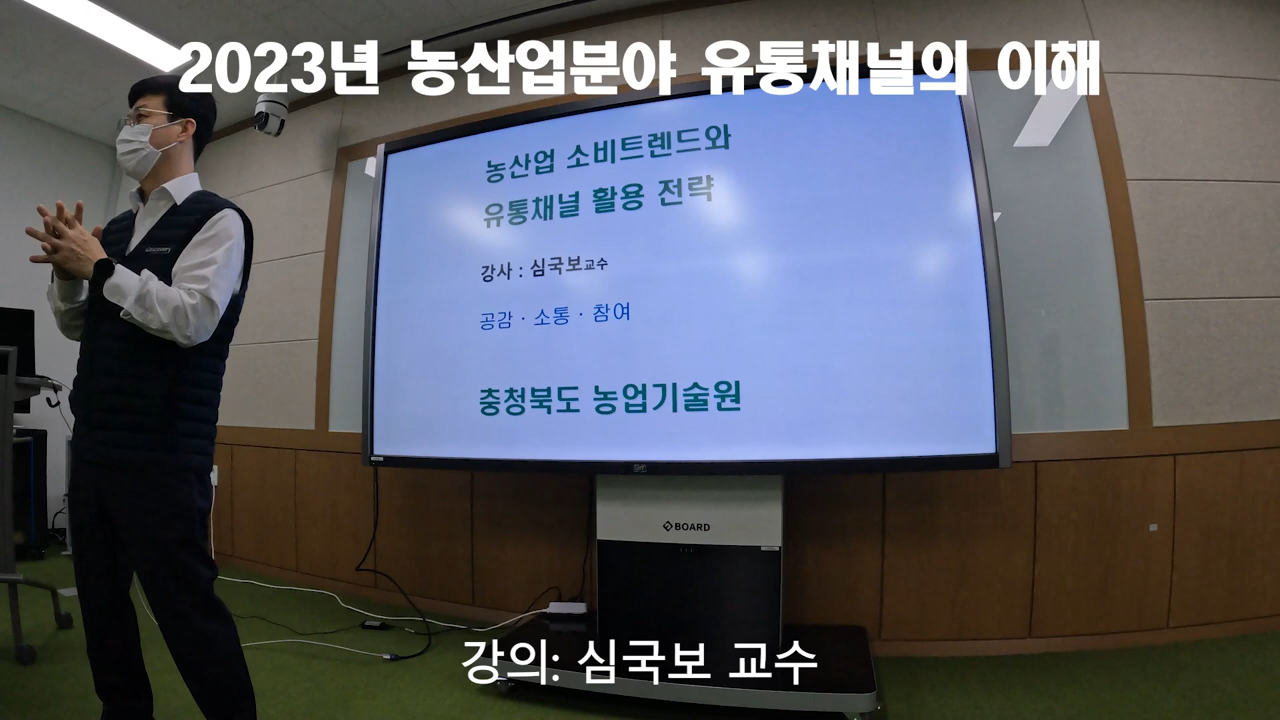 2023년 농산업분야 유통채널의 이해
농산업 소비트렌드와
유통채널 활용 전략
강사 : 심국보교수
공감 · 소통 · 참여
충청북도 농업기술원
BOARD
강의: 심국보 교수